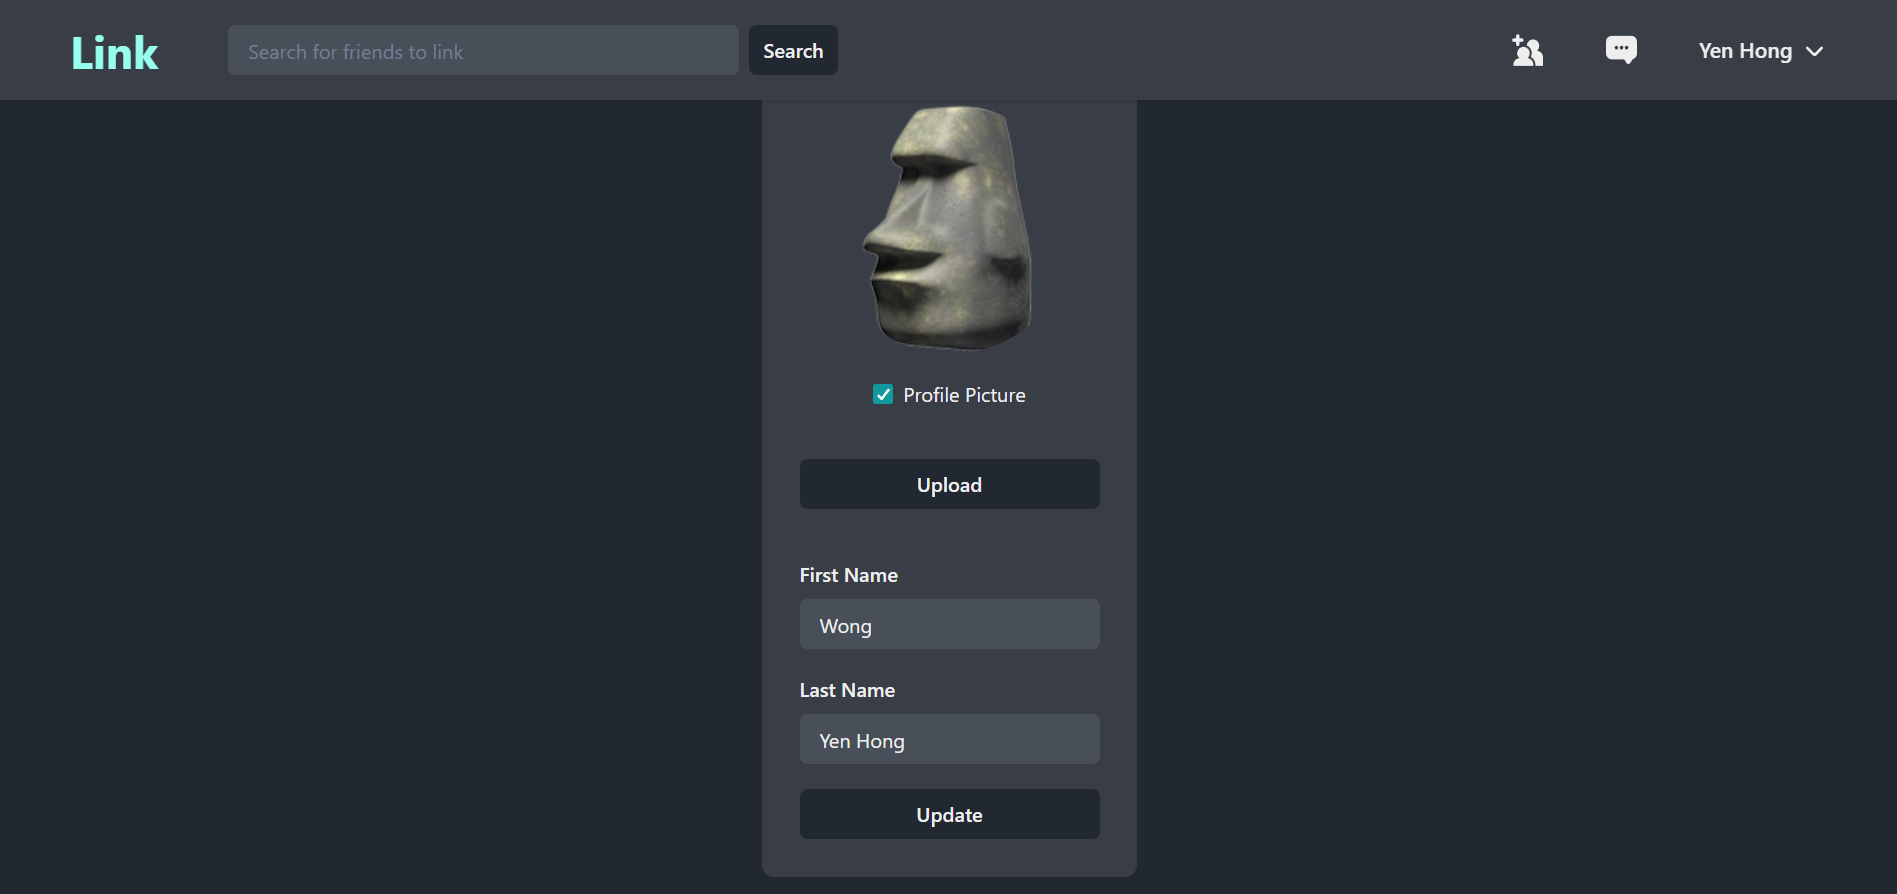 Link
Search for friends to link
Search
Yen Hong
Profile Picture
Upload
First Name
Wong
Last Name
Yen Hong
Update